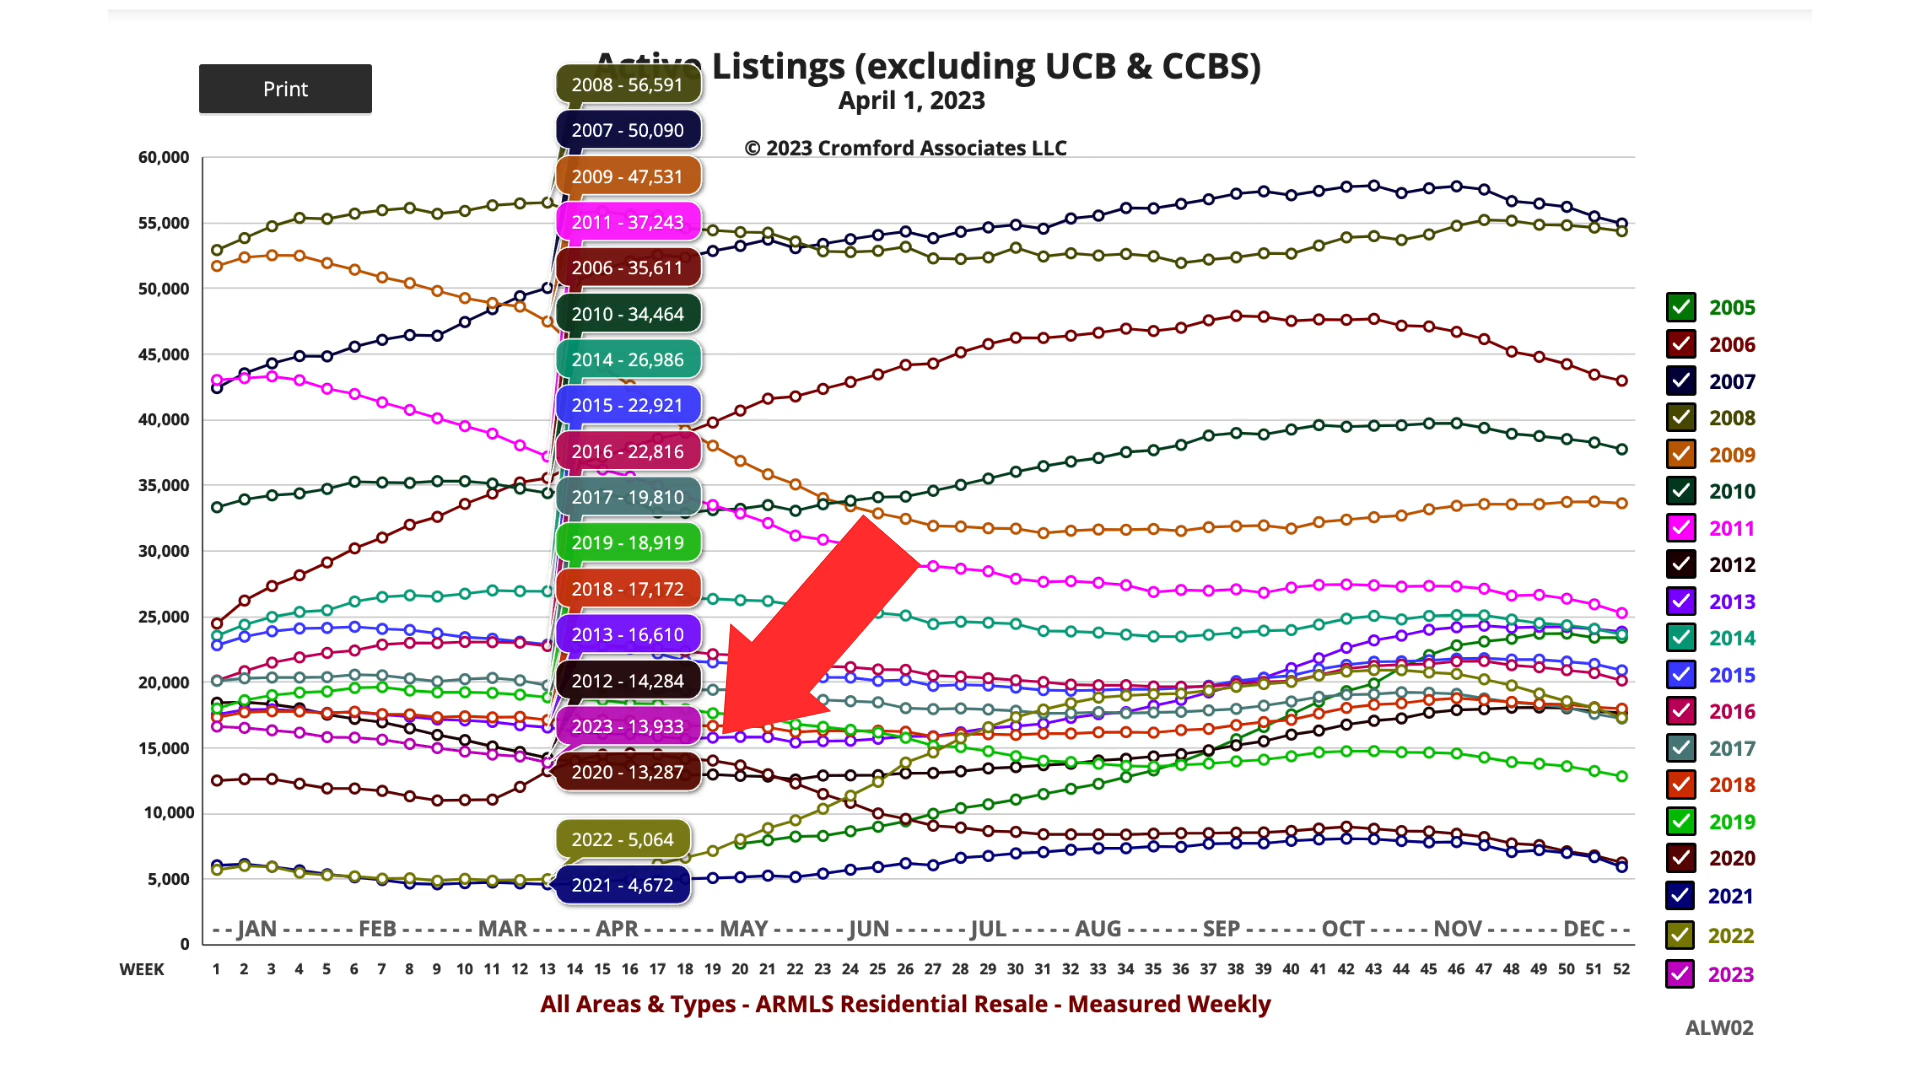 Print
Active Listings (excluding UCB & CCBS)
April 1, 2023
© 2023 Cromford Associates LLC
2008 - 56,591
2007 - 50,090
2009 - 47,531
2011 - 37,243
2006 - 35,611
2010 - 34,464
2014 - 26,986
2015 - 22,921
2016 - 22,816
2017 - 19,810
2019 - 18,919
2018 - 17,172
2013 - 16,610
2012 - 14,284
2023 - 13,933
2020 - 13,287
2022 - 5,064
2021 - 4,672
60,000
55,000
50,000
45,000
40,000
35,000
30,000
25,000
20,000
15,000
10,000
5,000
0
2005
2006
2007
2008
2009
2010
2011
2012
2013
2014
2015
2016
2017
2018
2019
2020
2021
2022
2023
- - JAN - - - - - - FEB - - - - - - MAR - - - - - - APR - - - - - - MAY - - - - - - JUN - - - - - - JUL - - - - - - AUG - - - - - - SEP - - - - - - OCT - - - - - - NOV - - - - - - DEC - -
WEEK 1 2 3 4 5 6 7 8 9 10 11 12 13 14 15 16 17 18 19 20 21 22 23 24 25 26 27 28 29 30 31 32 33 34 35 36 37 38 39 40 41 42 43 44 45 46 47 48 49 50 51 52
All Areas & Types - ARMLS Residential Resale - Measured Weekly
ALW02